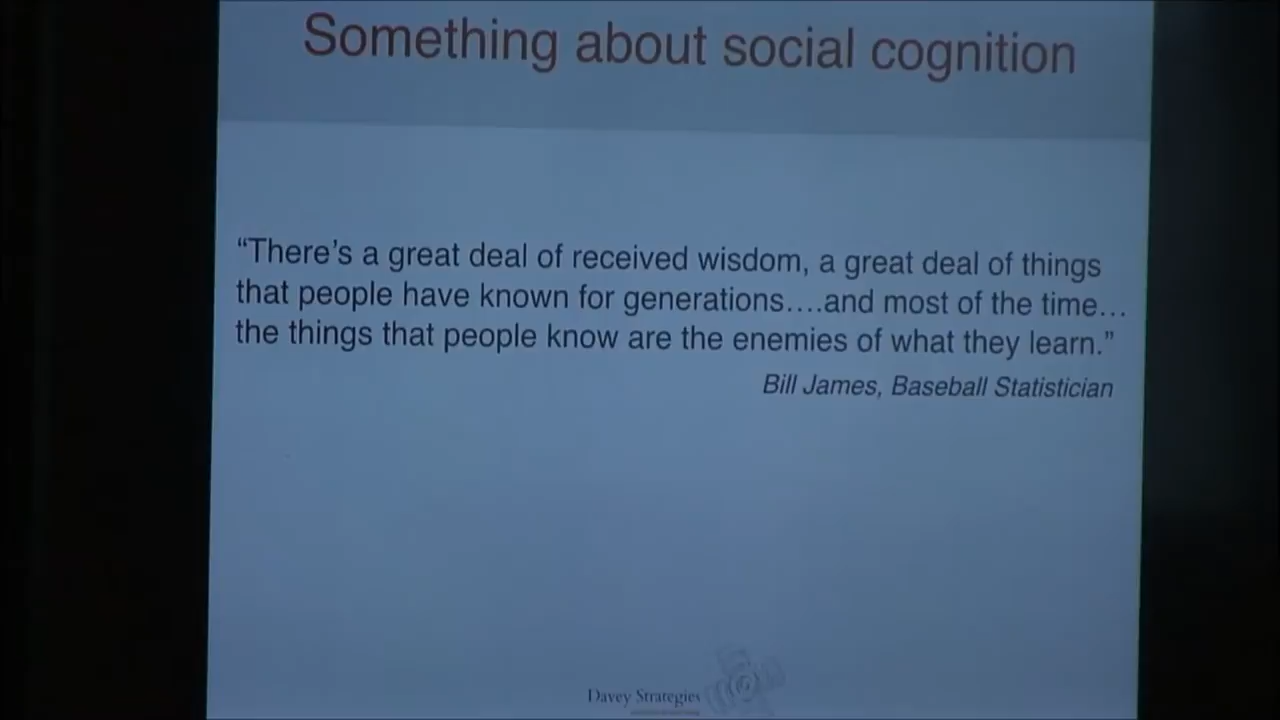 Something about social cognition
“There’s a great deal of received wisdom, a great deal of things
that people have known for generations….and most of the time…
the things that people know are the enemies of what they learn.”
Bill James, Baseball Statistician
Davey Strategies